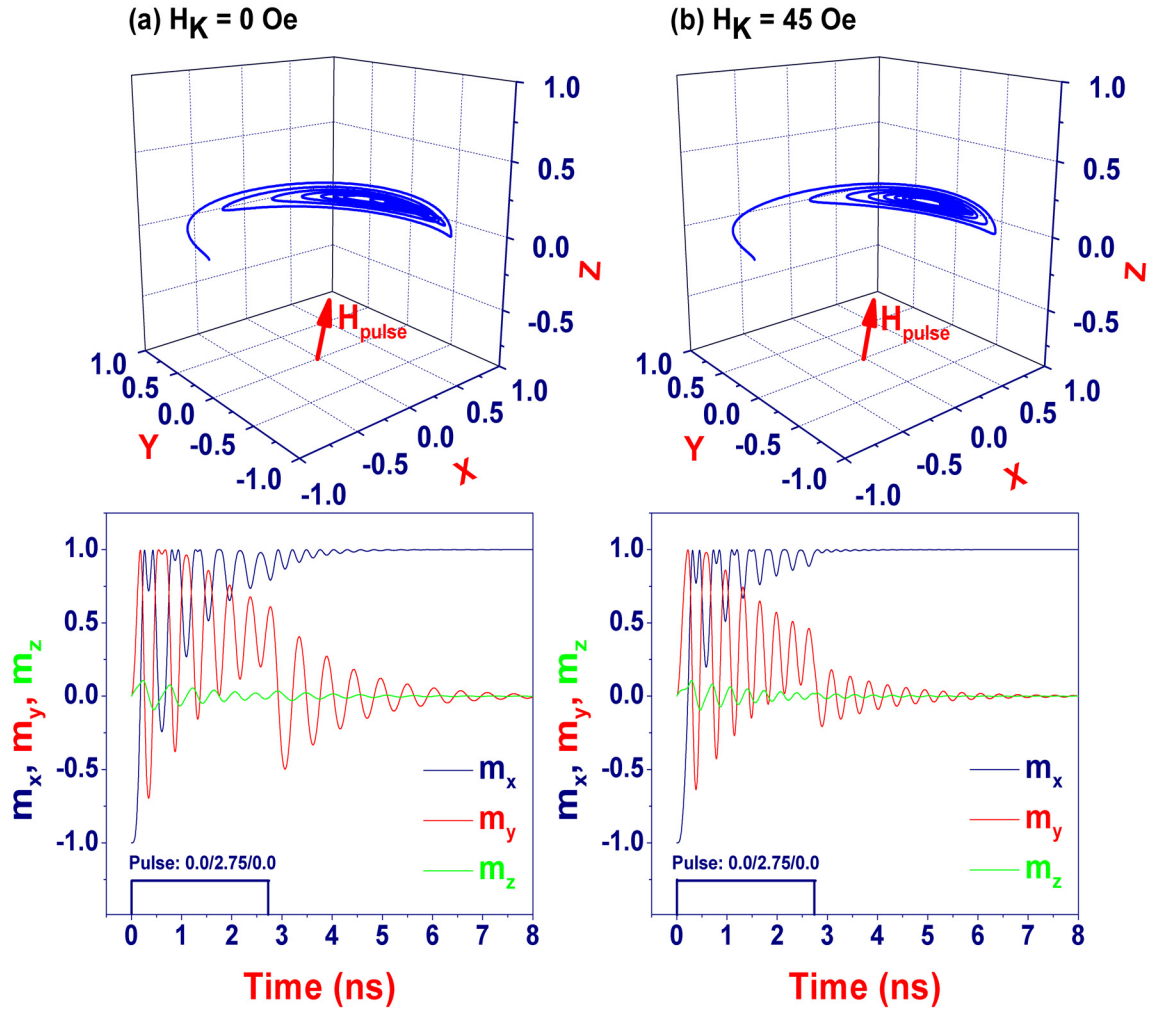 (a) H_K = 0 Oe
1.0
0.5
0.0
-0.5
Z
H_pulse
1.0
0.5
0.0
-0.5
-1.0
Y
-1.0
-0.5
0.0
0.5
1.0
X
(b) H_K = 45 Oe
1.0
0.5
0.0
-0.5
Z
H_pulse
1.0
0.5
0.0
-0.5
-1.0
Y
-1.0
-0.5
0.0
0.5
1.0
X
m_x, m_y, m_z
1.0
0.5
0.0
-0.5
-1.0
m_x
m_y
m_z
Pulse: 0.0/2.75/0.0
0 1 2 3 4 5 6 7 8
Time (ns)
m_x, m_y, m_z
1.0
0.5
0.0
-0.5
-1.0
m_x
m_y
m_z
Pulse: 0.0/2.75/0.0
0 1 2 3 4 5 6 7 8
Time (ns)